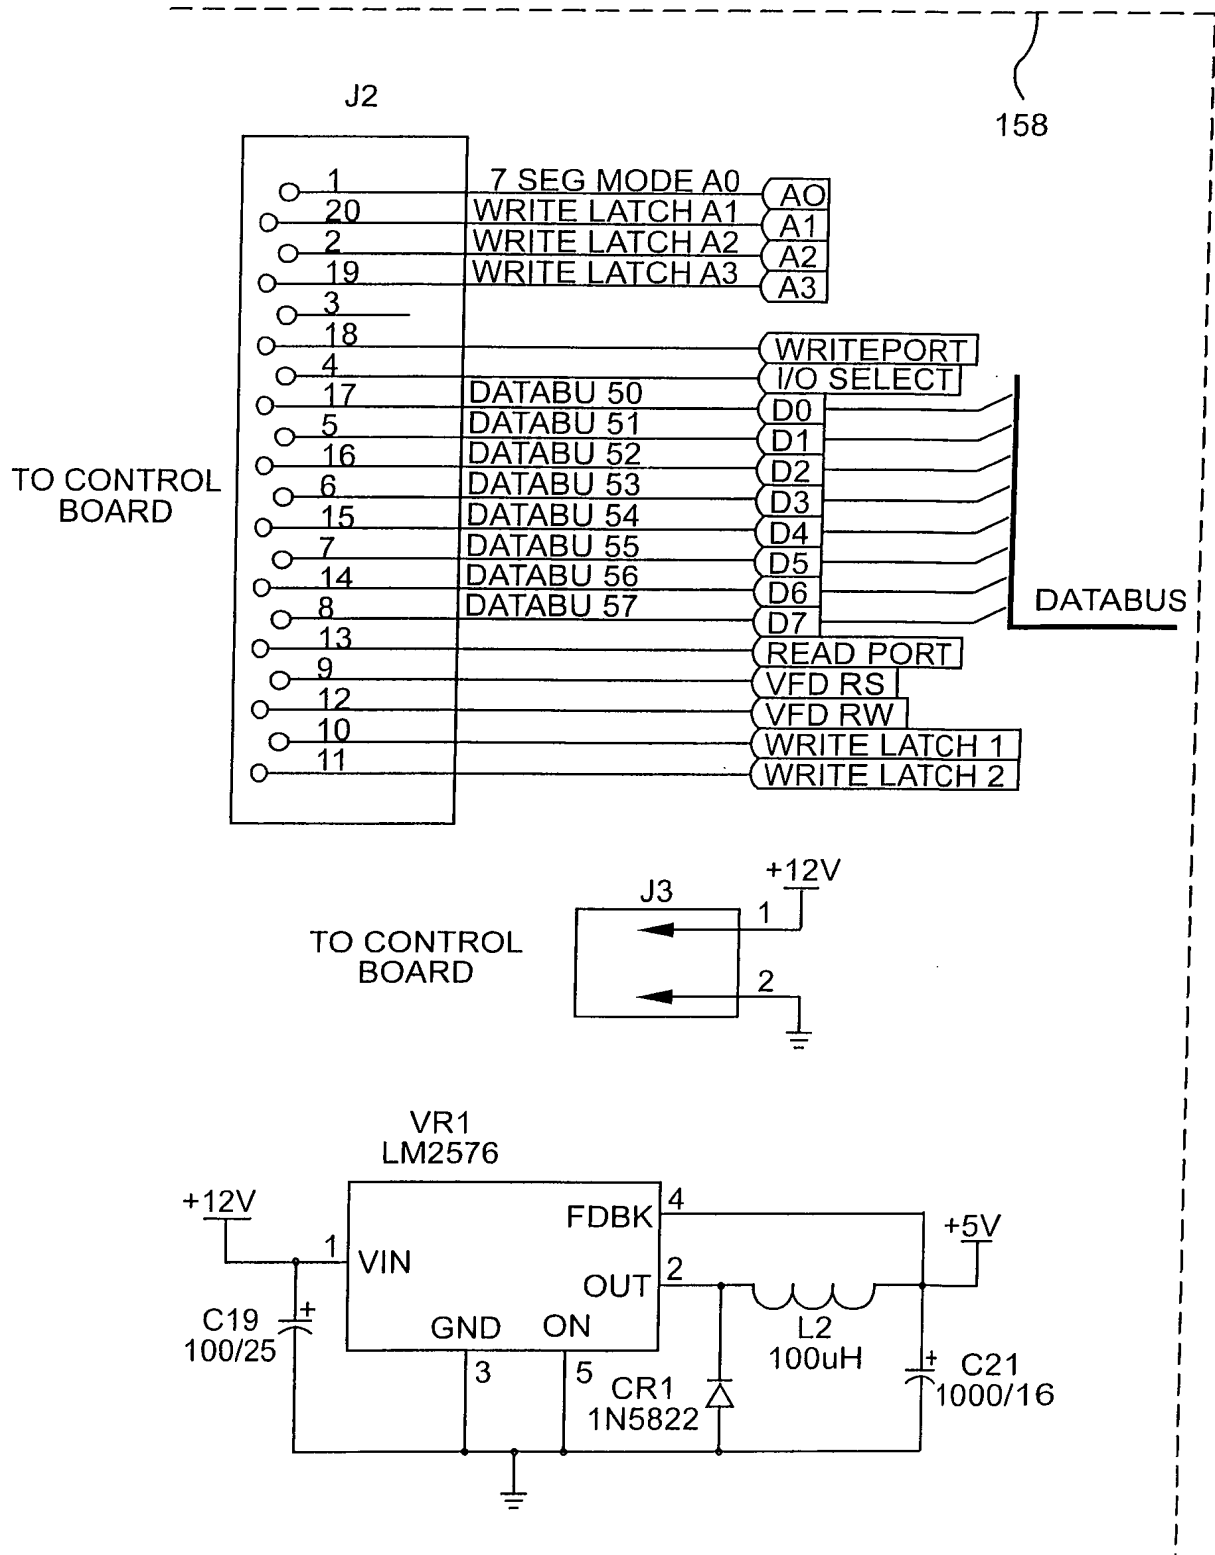 158
J2
1 7 SEG MODE A0 AO
20 WRITE LATCH A1 A1
2 WRITE LATCH A2 A2
19 WRITE LATCH A3 A3
3
18 WRITEPORT
4 I/O SELECT
17 DATABU 50 D0
5 DATABU 51 D1
16 DATABU 52 D2
6 DATABU 53 D3
15 DATABU 54 D4
7 DATABU 55 D5
14 DATABU 56 D6
8 DATABU 57 D7
13 READ PORT
9 VFD RS
12 VFD RW
10 WRITE LATCH 1
11 WRITE LATCH 2
TO CONTROL
BOARD
DATABUS
J3
+12V
1
2
TO CONTROL
BOARD
VR1
LM2576
+12V
1 VIN
FDBK 4
OUT 2
GND
3
ON
5
+5V
C19 +
100/25
L2
100uH
CR1
1N5822
+ C21
1000/16